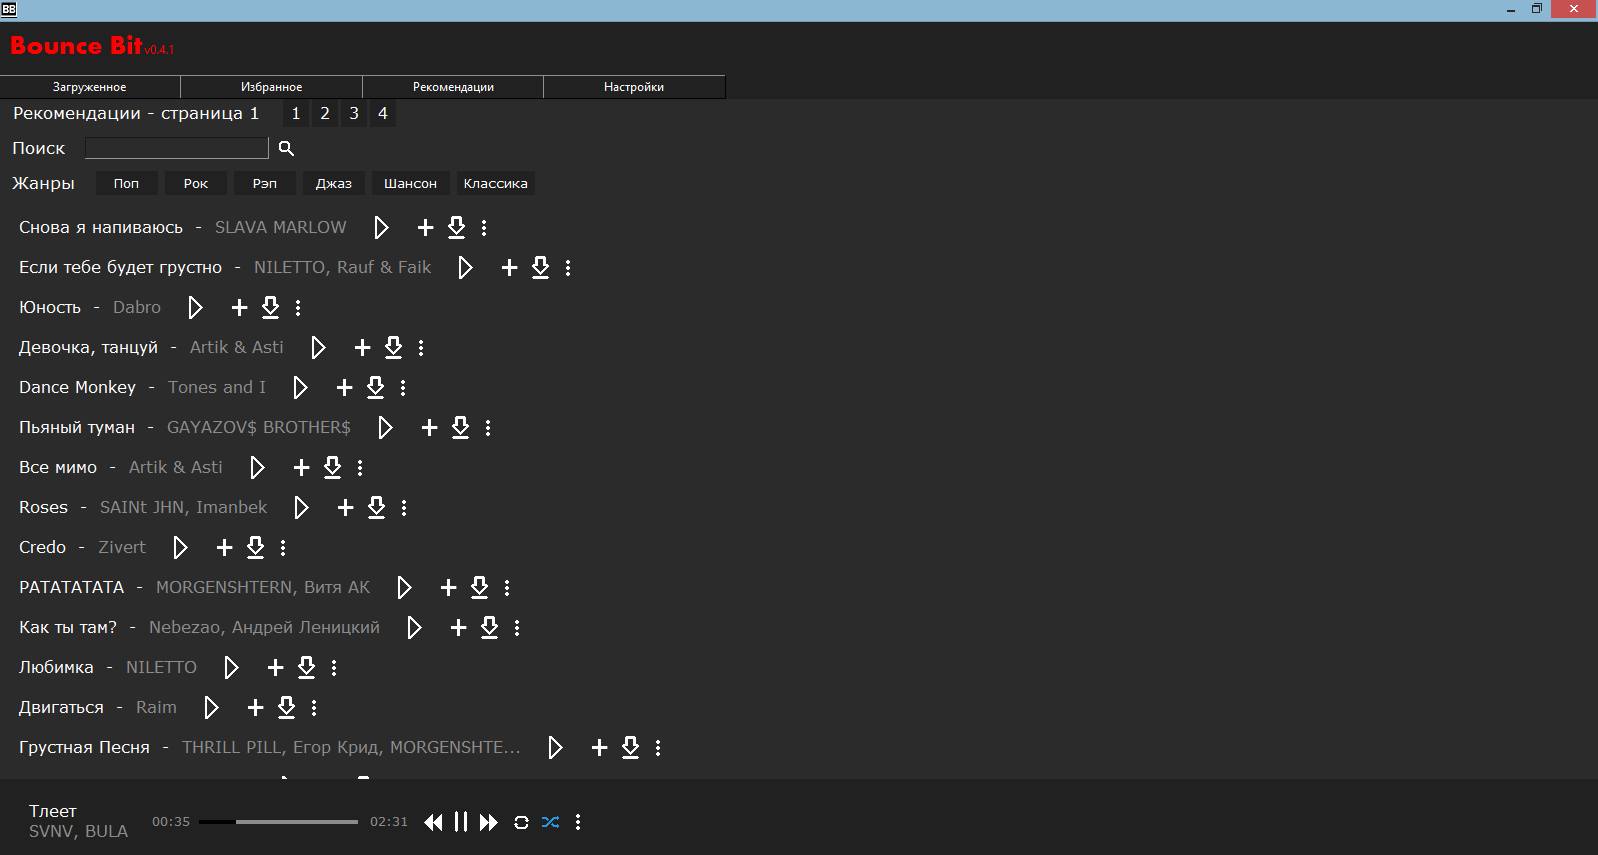 BB
Bounce Bit v0.4.1
Загруженное Избранное Рекомендации Настройки
Рекомендации - страница 1 1 2 3 4
Поиск
Жанры Поп Рок Рэп Джаз Шансон Классика
Снова я напиваюсь - SLAVA MARLOW
Если тебе будет грустно - NILETTO, Rauf & Faik
Юность - Dabro
Девочка, танцуй - Artik & Asti
Dance Monkey - Tones and I
Пьяный туман - GAYAZOV$ BROTHER$
Все мимо - Artik & Asti
Roses - SAINt JHN, Imanbek
Credo - Zivert
РАТАТАТАТА - MORGENSHTERN, Витя АК
Как ты там? - Nebezao, Андрей Леницкий
Любимка - NILETTO
Двигаться - Raim
Грустная Песня - THRILL PILL, Егор Крид, MORGENSHTE...
Тлеет
SVNV, BULA
00:35 02:31